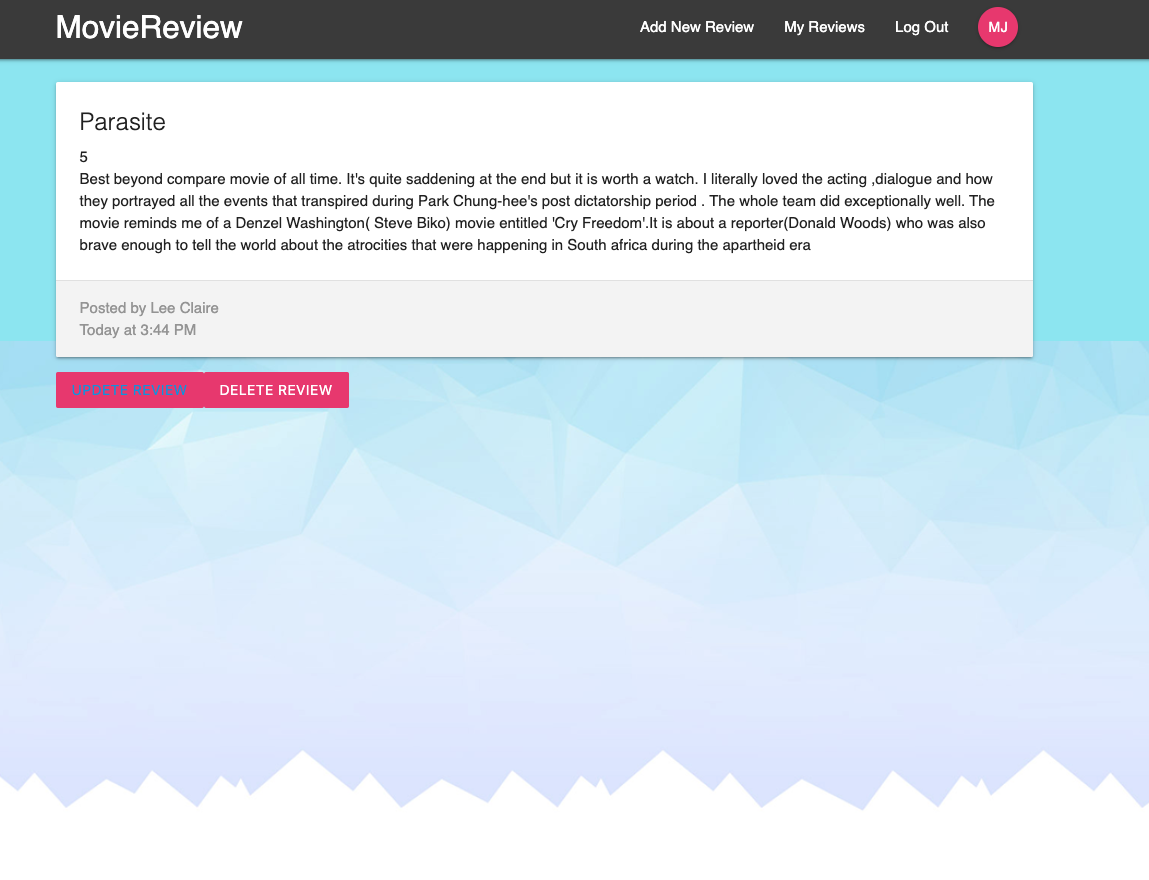 MovieReview
Add New Review
My Reviews
Log Out
MJ
Parasite
5
Best beyond compare movie of all time. It's quite saddening at the end but it is worth a watch. I literally loved the acting ,dialogue and how
they portrayed all the events that transpired during Park Chung-hee's post dictatorship period . The whole team did exceptionally well. The
movie reminds me of a Denzel Washington( Steve Biko) movie entitled 'Cry Freedom'.It is about a reporter(Donald Woods) who was also
brave enough to tell the world about the atrocities that were happening in South africa during the apartheid era
Posted by Lee Claire
Today at 3:44 PM
UPDATE REVIEW
DELETE REVIEW